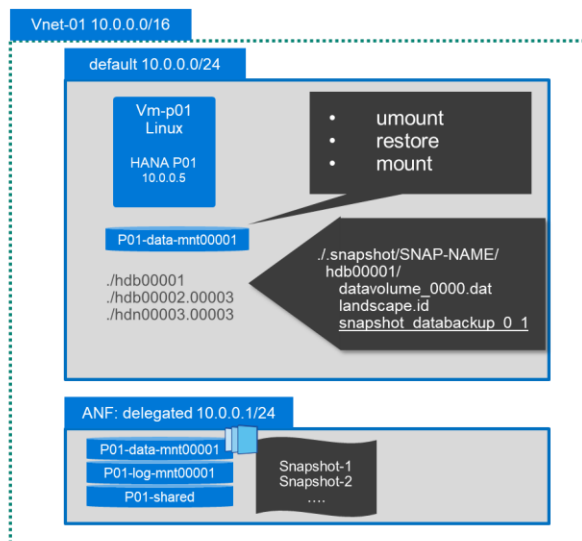 Vnet-01 10.0.0.0/16
default 10.0.0.0/24
Vm-p01
Linux
HANA P01
10.0.0.5
• umount
• restore
• mount
P01-data-mnt00001
./hdb00001
./hdb00002.00003
./hdn00003.00003
./.snapshot/SNAP-NAME/
hdb00001/
datavolume_0000.dat
landscape.id
snapshot_databackup_0_1
ANF: delegated 10.0.0.1/24
P01-data-mnt00001
P01-log-mnt00001
P01-shared
Snapshot-1
Snapshot-2
....